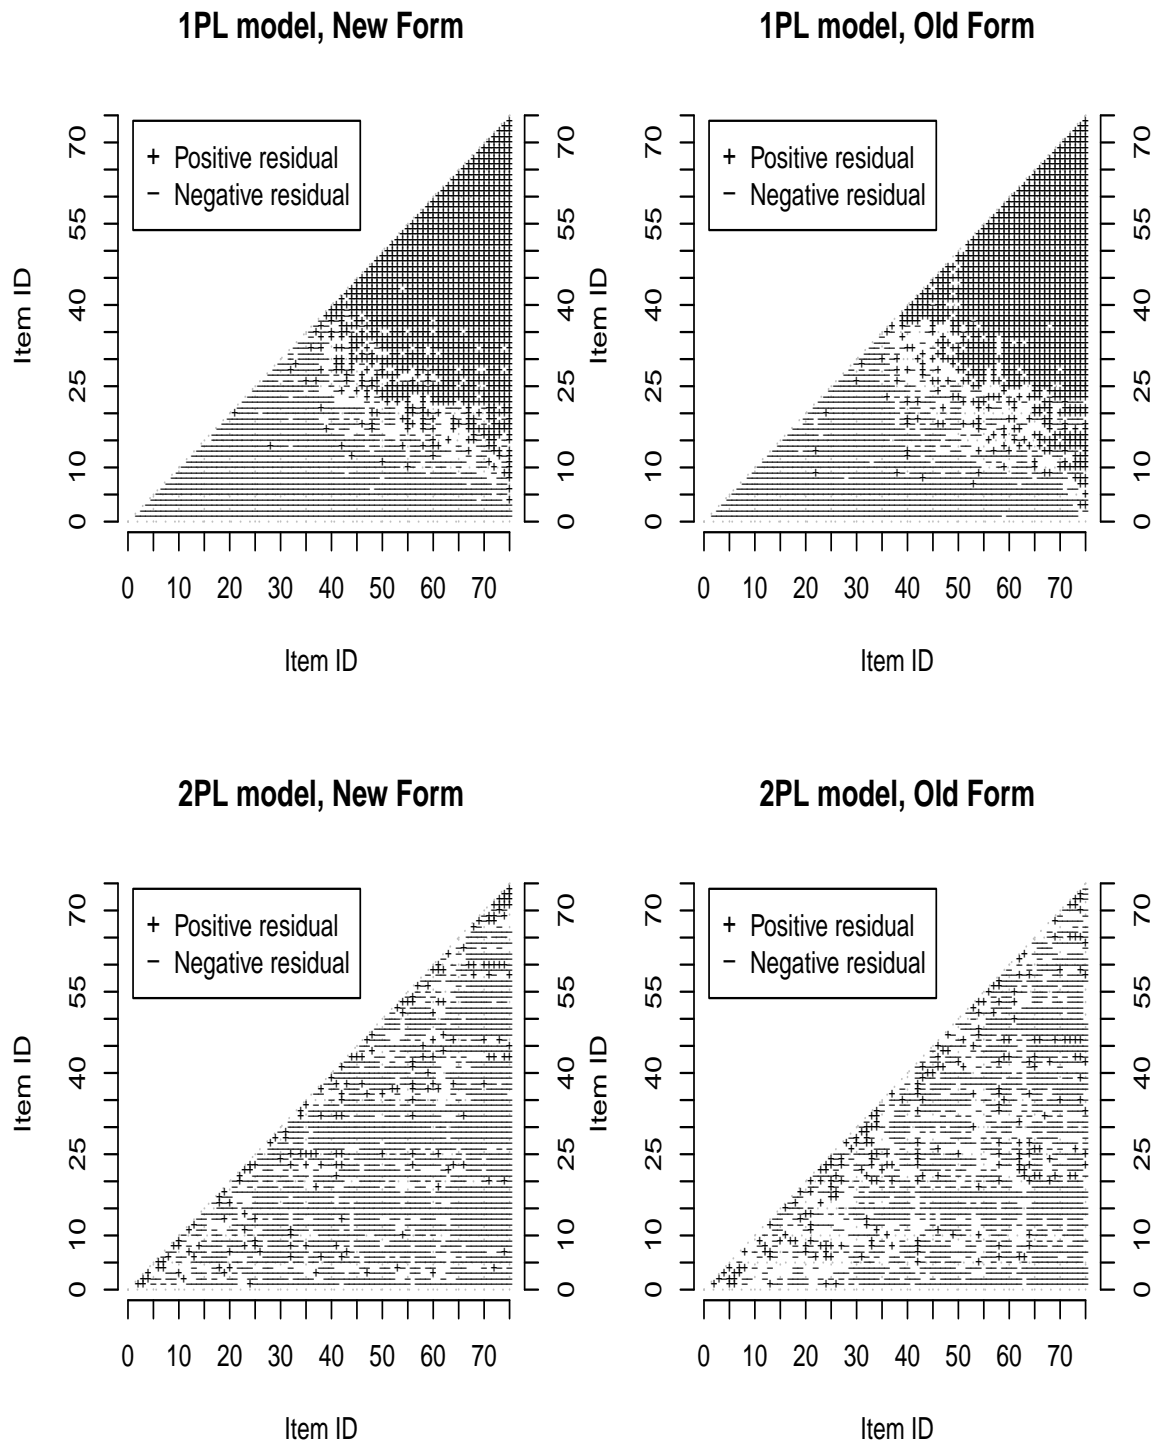 1PL model, New Form
+ Positive residual
− Negative residual
Item ID
0 10 25 40 55 70
0 10 25 40 55 70
0 10 20 30 40 50 60 70
Item ID
1PL model, Old Form
+ Positive residual
− Negative residual
Item ID
0 10 25 40 55 70
0 10 25 40 55 70
0 10 20 30 40 50 60 70
Item ID
2PL model, New Form
+ Positive residual
− Negative residual
Item ID
0 10 25 40 55 70
0 10 25 40 55 70
0 10 20 30 40 50 60 70
Item ID
2PL model, Old Form
+ Positive residual
− Negative residual
Item ID
0 10 25 40 55 70
0 10 25 40 55 70
0 10 20 30 40 50 60 70
Item ID